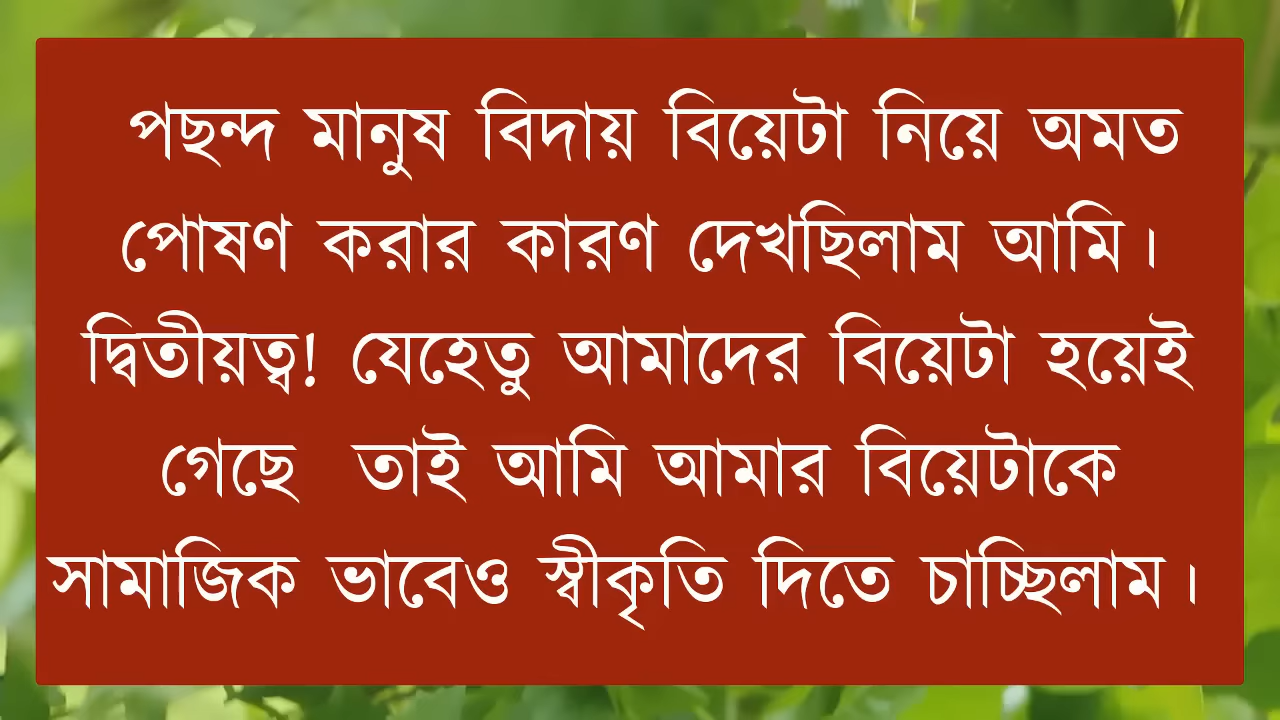 পছন্দ মানুষ বিদায় বিয়েটা নিয়ে অমত
পোষণ করার কারণ দেখছিলাম আমি।
দ্বিতীয়ত্ব! যেহেতু আমাদের বিয়েটা হয়েই
গেছে তাই আমি আমার বিয়েটাকে
সামাজিক ভাবেও স্বীকৃতি দিতে চাচ্ছিলাম।